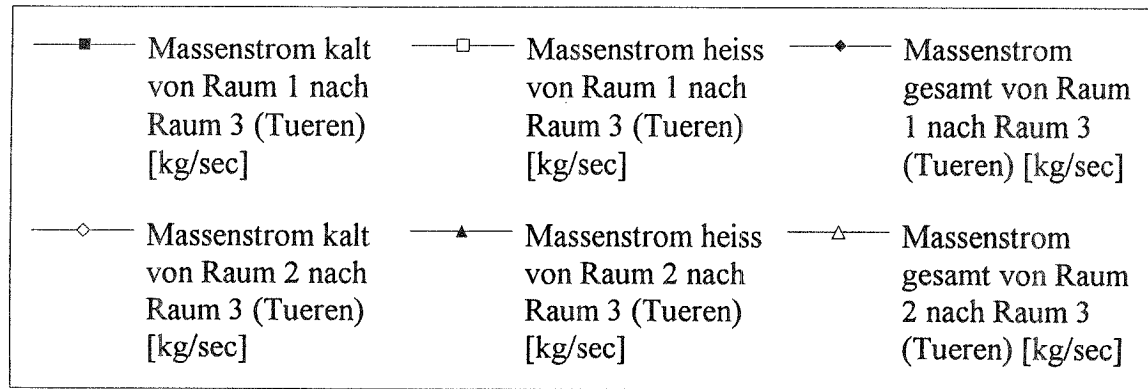 Massenstrom kalt
von Raum 1 nach
Raum 3 (Tueren)
[kg/sec]
Massenstrom heiss
von Raum 1 nach
Raum 3 (Tueren)
[kg/sec]
Massenstrom
gesamt von Raum
1 nach Raum 3
(Tueren) [kg/sec]
Massenstrom kalt
von Raum 2 nach
Raum 3 (Tueren)
[kg/sec]
Massenstrom heiss
von Raum 2 nach
Raum 3 (Tueren)
[kg/sec]
Massenstrom
gesamt von Raum
2 nach Raum 3
(Tueren) [kg/sec]